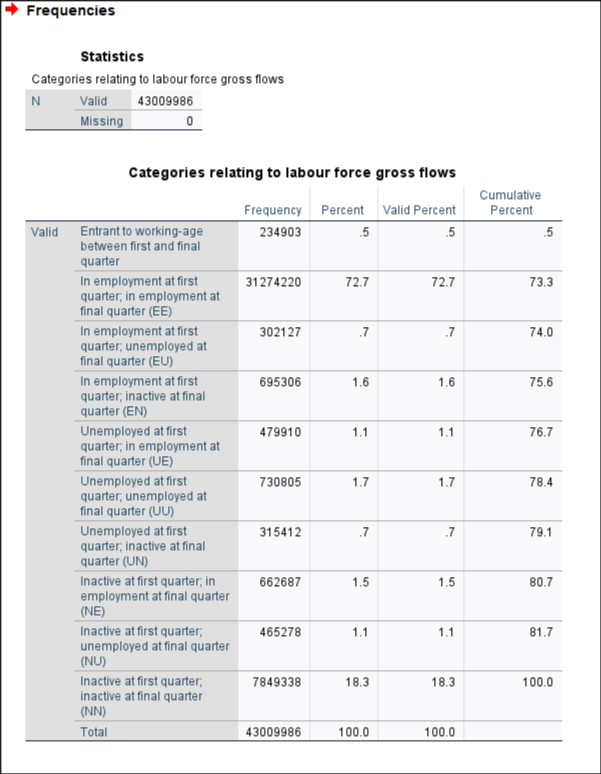 Frequencies
Statistics
Categories relating to labour force gross flows
N Valid 43009986
Missing 0
Categories relating to labour force gross flows
Frequency Percent Valid Percent Cumulative
Percent
Valid Entrant to working-age 234903 .5 .5 .5
between first and final
quarter
In employment at first 31274220 72.7 72.7 73.3
quarter; in employment at
final quarter (EE)
In employment at first 302127 .7 .7 74.0
quarter; unemployed at
final quarter (EU)
In employment at first 695306 1.6 1.6 75.6
quarter; inactive at final
quarter (EN)
Unemployed at first 479910 1.1 1.1 76.7
quarter; in employment at
final quarter (UE)
Unemployed at first 730805 1.7 1.7 78.4
quarter; unemployed at
final quarter (UU)
Unemployed at first 315412 .7 .7 79.1
quarter; inactive at final
quarter (UN)
Inactive at first quarter; in 662687 1.5 1.5 80.7
employment at final quarter
(NE)
Inactive at first quarter; 465278 1.1 1.1 81.7
unemployed at final quarter
(NU)
Inactive at first quarter; 7849338 18.3 18.3 100.0
inactive at final quarter
(NN)
Total 43009986 100.0 100.0